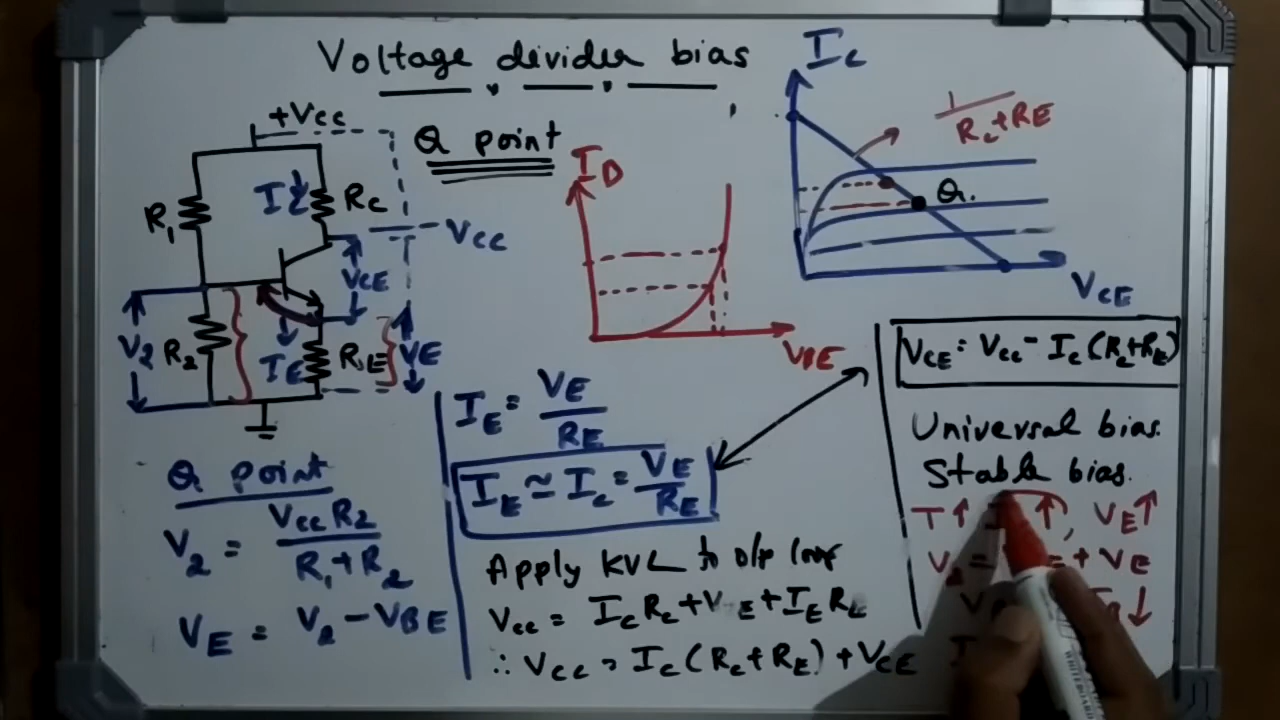 Voltage divider bias
Q point
+Vcc
R1
I
Rc
Vcc
VCE
V2
R2
IE
RE
VE
ID
VBE
Ic
1/Rc+RE
Q.
VCE
VCE = Vcc - Ic (Rc+RE)
Universal bias.
Stable bias.
T↑ ↑, VE↑
+ VE
↓
I
Q point
V2 = Vcc R2 / R1 + R2
VE = V2 - VBE
IE = VE / RE
IE ≃ Ic = VE / RE
Apply KVL to o/p loop
Vcc = IcRc + V E + IERE
∴ Vcc = Ic (Rc+RE) + VCE
WHITEBOARD